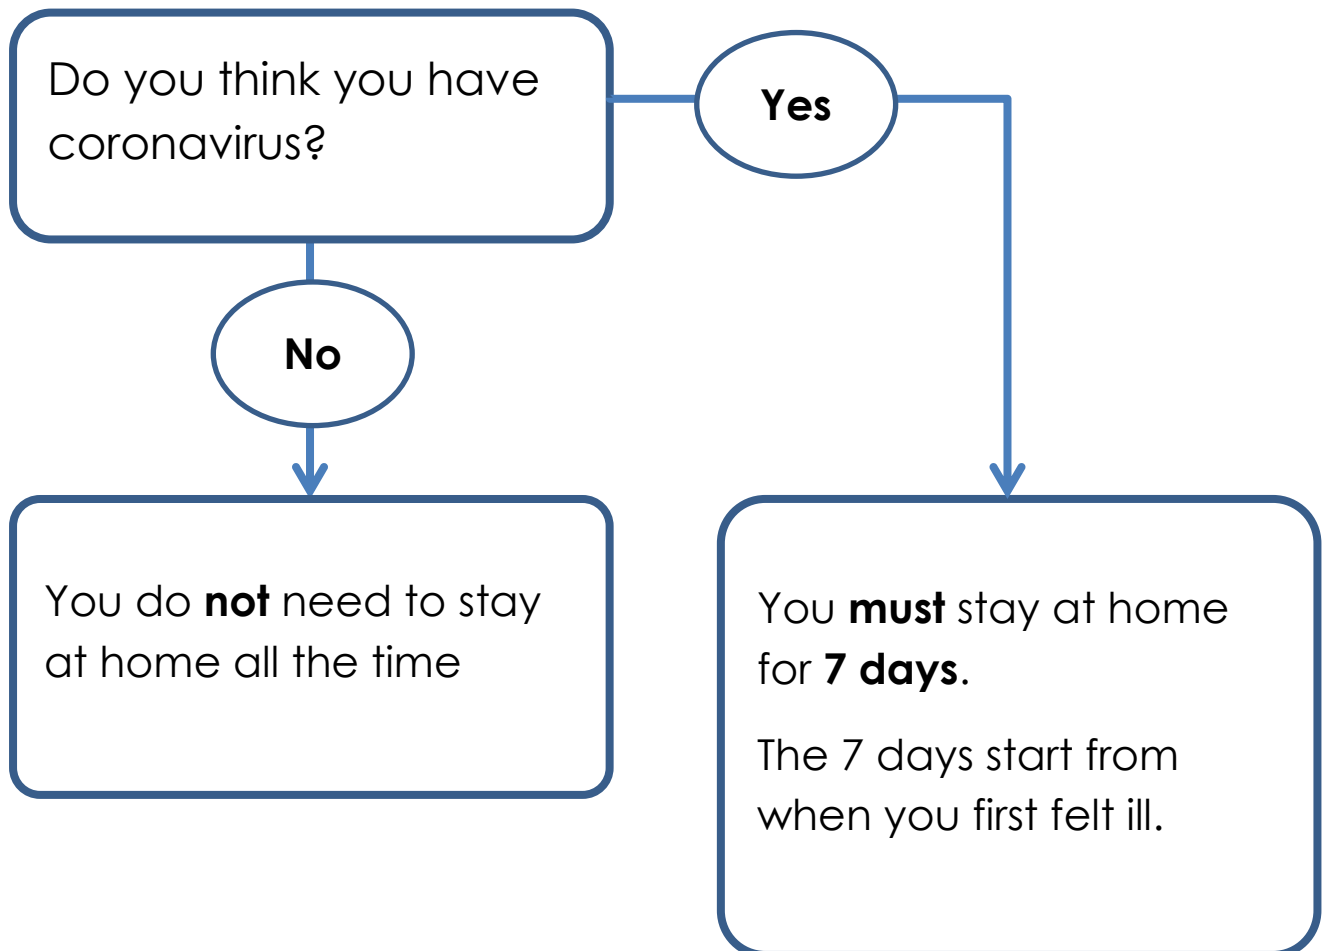 Do you think you have
coronavirus?
Yes
No
You do not need to stay
at home all the time
You must stay at home
for 7 days.
The 7 days start from
when you first felt ill.